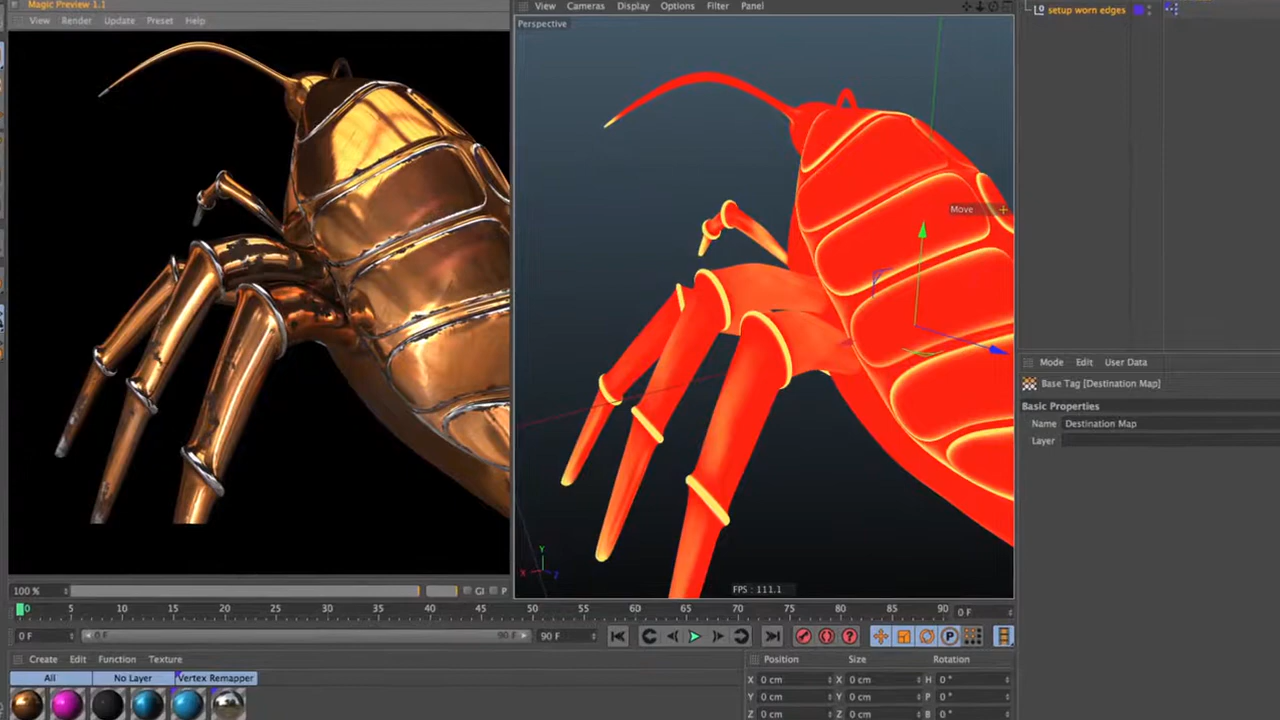 Magic Preview 1.1
View Render Update Preset Help
View Cameras Display Options Filter Panel
Perspective
Move
Y
X
Z
FPS : 111.1
setup worn edges
Mode Edit User Data
Base Tag [Destination Map]
Basic Properties
Name Destination Map
Layer
100 % GI P
0 5 10 15 20 25 30 35 40 45 50 55 60 65 70 75 80 85 90 0 F
0 F 0 F 90 F 90 F
P
Create Edit Function Texture
All No Layer Vertex Remapper
Position Size Rotation
X 0 cm X 0 cm H 0 °
Y 0 cm Y 0 cm P 0 °
Z 0 cm Z 0 cm B 0 °